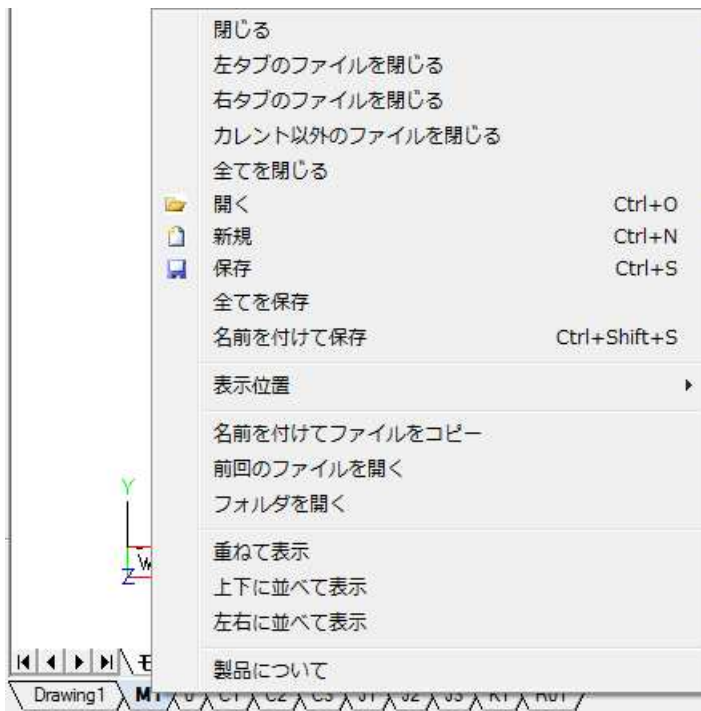 閉じる
左タブのファイルを閉じる
右タブのファイルを閉じる
カレント以外のファイルを閉じる
全てを閉じる
開く Ctrl+O
新規 Ctrl+N
保存 Ctrl+S
全てを保存
名前を付けて保存 Ctrl+Shift+S
表示位置
名前を付けてファイルをコピー
前回のファイルを開く
フォルダを開く
重ねて表示
上下に並べて表示
左右に並べて表示
製品について
Y
W
Z
モ
Drawing1 M1